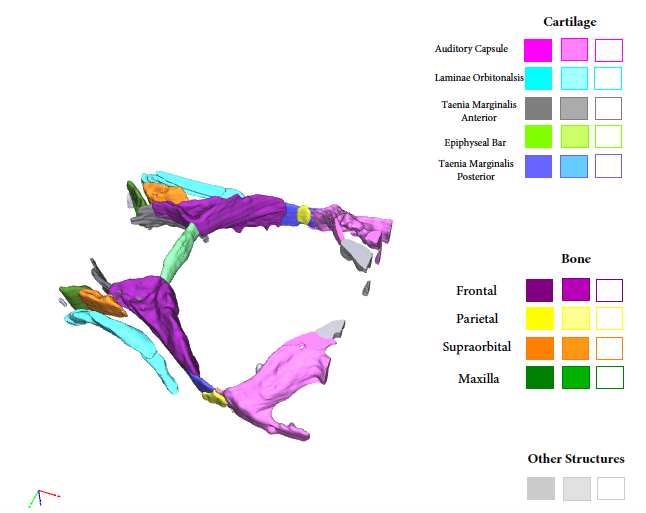 Cartilage
Auditory Capsule
Laminae Orbitonalsis
Taenia Marginalis
Anterior
Epiphyseal Bar
Taenia Marginalis
Posterior
Bone
Frontal
Parietal
Supraorbital
Maxilla
Other Structures